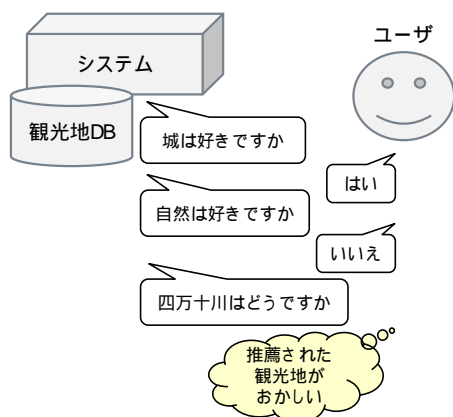 ユーザ
システム
観光地DB
城は好きですか
はい
自然は好きですか
いいえ
四万十川はどうですか
推薦された
観光地が
おかしい